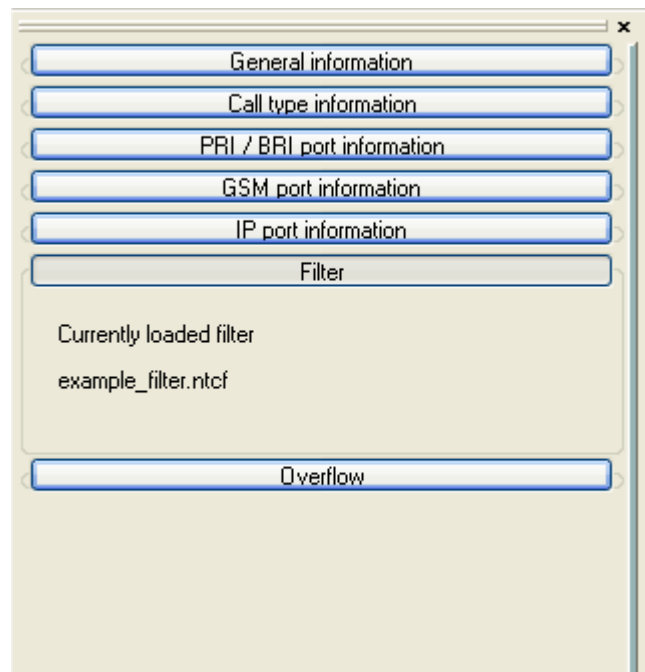 General information
Call type information
PRI / BRI port information
GSM port information
IP port information
Filter
Currently loaded filter
example_filter.ntcf
Overflow